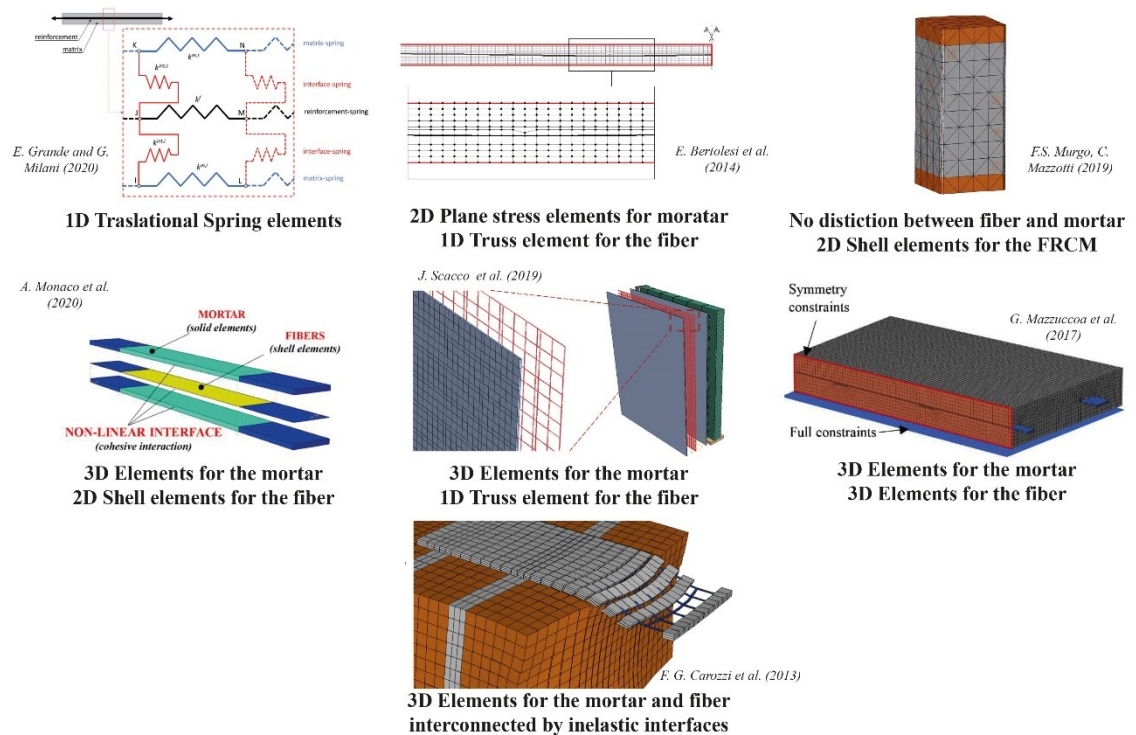 reinforcement
matrix
K
N
k^m,s
matrix-spring
k^int,s
interface-spring
J
k^f
M
reinforcement-spring
k^int,i
interface-spring
I
k^m,i
L
matrix-spring
E. Grande and G.
Milani (2020)
1D Traslational Spring elements
E. Bertolesi et al.
(2014)
2D Plane stress elements for moratar
1D Truss element for the fiber
F.S. Murgo, C.
Mazzotti (2019)
No distiction between fiber and mortar
2D Shell elements for the FRCM
A. Monaco et al.
(2020)
MORTAR
(solid elements)
FIBERS
(shell elements)
NON-LINEAR INTERFACE
(cohesive interaction)
3D Elements for the mortar
2D Shell elements for the fiber
J. Scacco et al. (2019)
3D Elements for the mortar
1D Truss element for the fiber
Symmetry
constraints
G. Mazzuccoa et al.
(2017)
Full constraints
3D Elements for the mortar
3D Elements for the fiber
F. G. Carozzi et al. (2013)
3D Elements for the mortar and fiber
interconnected by inelastic interfaces